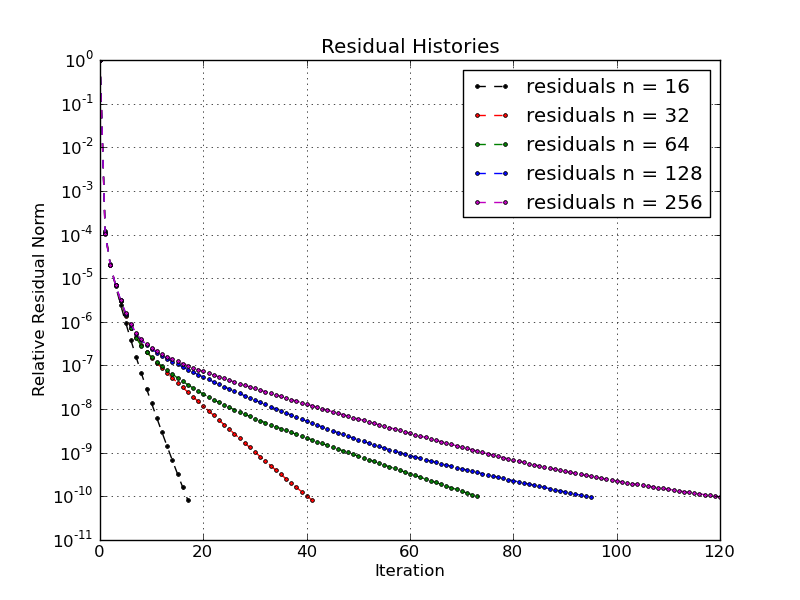 Residual Histories
10^0
10^-1
10^-2
10^-3
10^-4
10^-5
10^-6
10^-7
10^-8
10^-9
10^-10
10^-11
Relative Residual Norm
residuals n = 16
residuals n = 32
residuals n = 64
residuals n = 128
residuals n = 256
0 20 40 60 80 100 120
Iteration